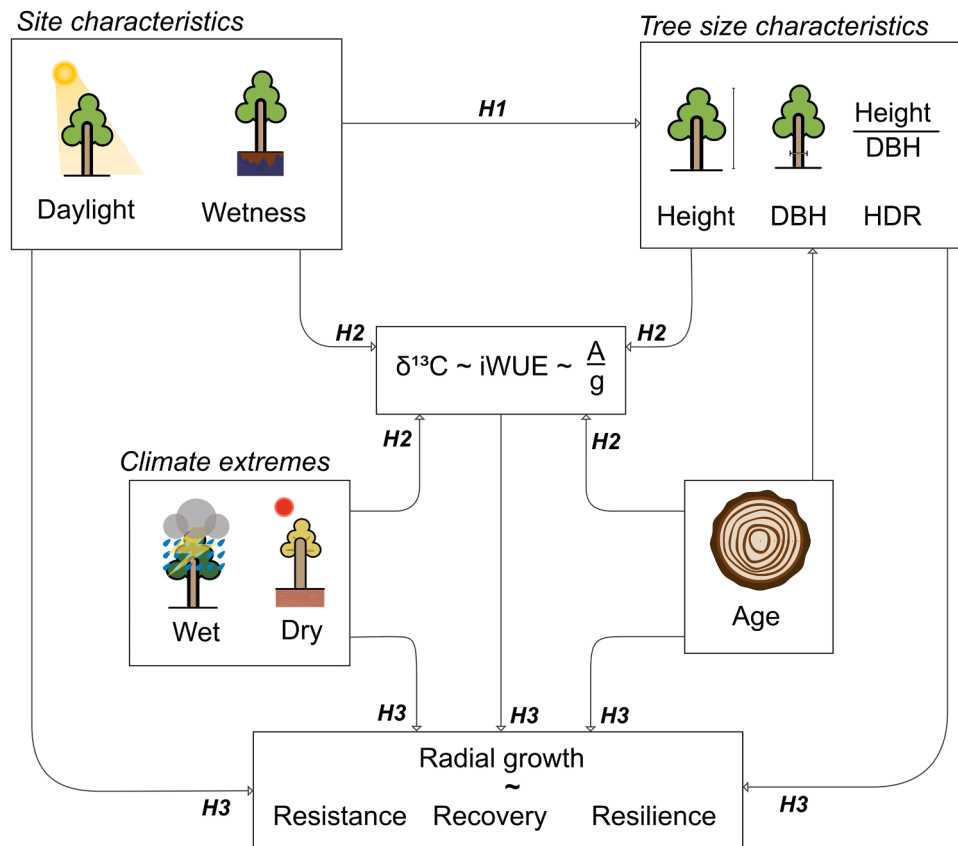 Site characteristics
Tree size characteristics
H1
Height
DBH
Daylight
Wetness
Height
DBH
HDR
H2
H2
δ¹³C ~ iWUE ~ A
g
H2
H2
Climate extremes
Wet
Dry
Age
H3
H3
H3
Radial growth
~
H3
H3
Resistance Recovery Resilience